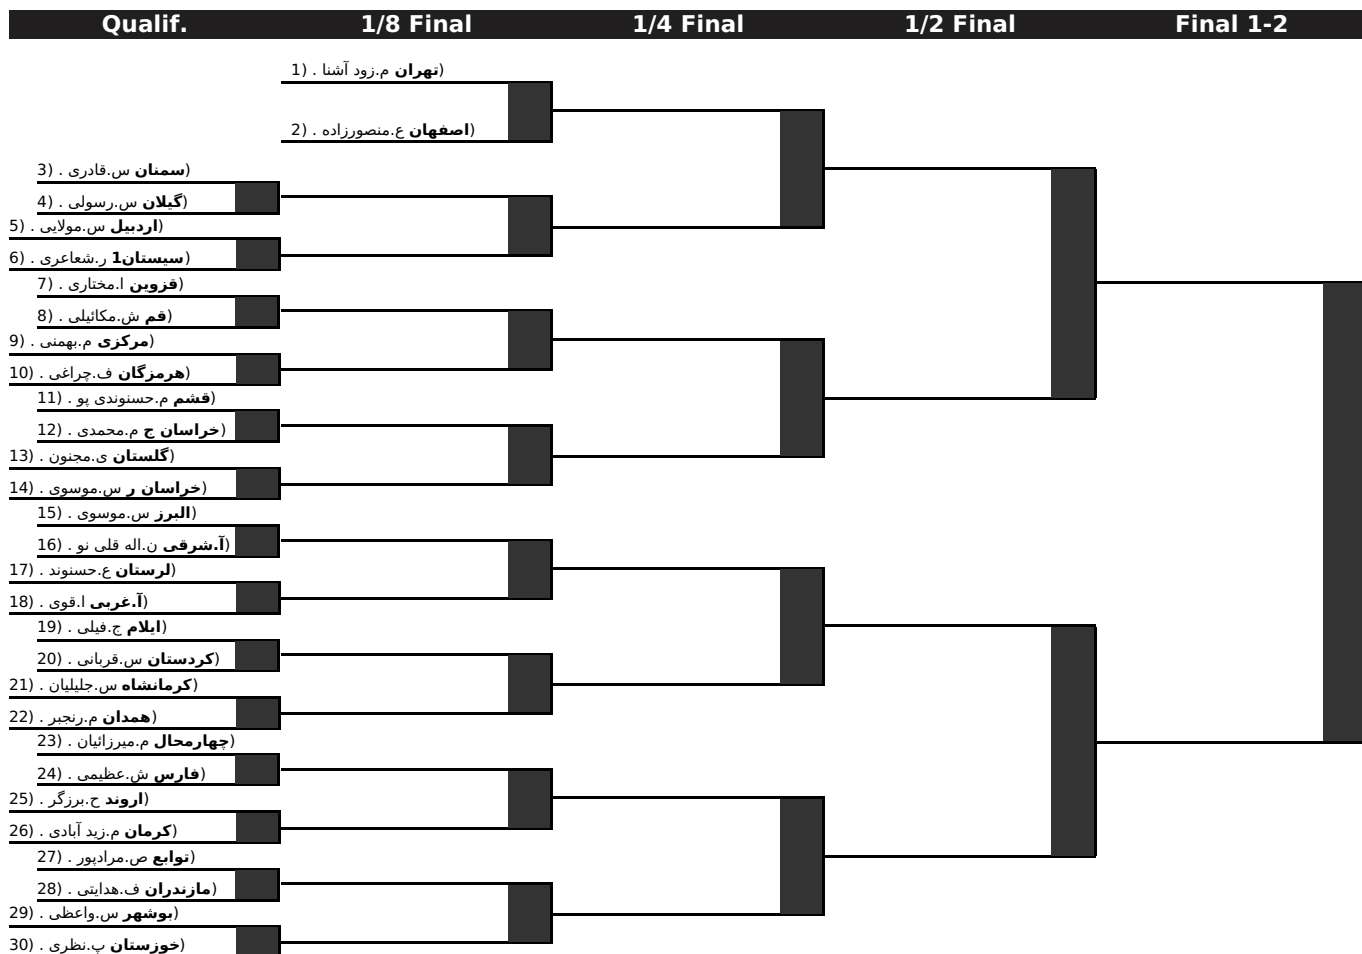 Qualif. 1/8 Final 1/4 Final 1/2 Final Final 1-2
1) . م.زود آشنا تهران)
2) . ع.منصورزاده اصفهان)
3) . س.قادری سمنان)
4) . س.رسولی گیلان)
5) . س.مولایی اردبیل)
6) . ر.شعاعری سیستان1)
7) . ا.مختاری قزوین)
8) . ش.مکائیلی قم)
9) . م.بهمنی مرکزی)
10) . ف.چراغی هرمزگان)
11) . م.حسنوندی پو قشم)
12) . م.محمدی خراسان ج)
13) . ی.مجنون گلستان)
14) . س.موسوی خراسان ر)
15) . س.موسوی البرز)
16) . ن.اله قلی نو آ.شرقی)
17) . ع.حسنوند لرستان)
18) . ا.قوی آ.غربی)
19) . ج.فیلی ایلام)
20) . س.قربانی کردستان)
21) . س.جلیلیان کرمانشاه)
22) . م.رنجبر همدان)
23) . م.میرزائیان چهارمحال)
24) . ش.عظیمی فارس)
25) . ح.برزگر اروند)
26) . م.زید آبادی کرمان)
27) . ص.مرادپور توابع)
28) . ف.هدایتی مازندران)
29) . س.واعظی بوشهر)
30) . پ.نظری خوزستان)